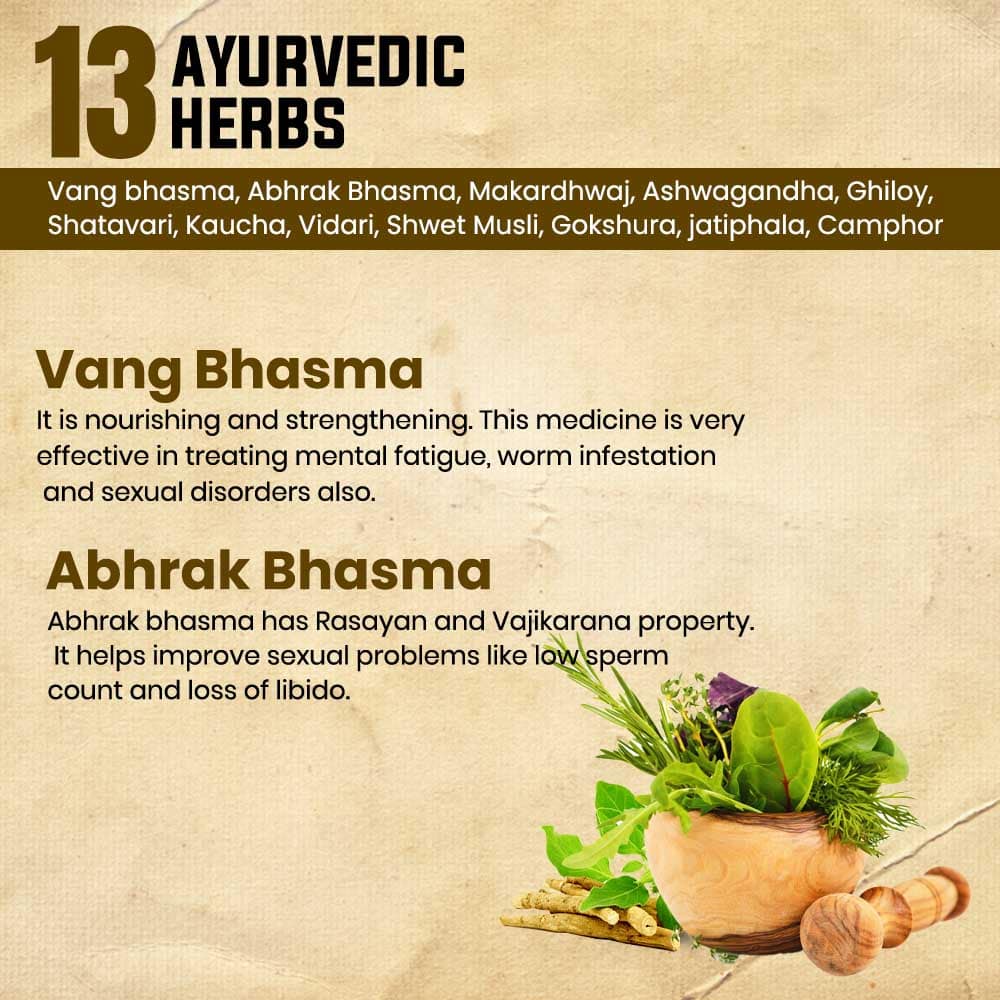 13 AYURVEDIC
HERBS
Vang bhasma, Abhrak Bhasma, Makardhwaj, Ashwagandha, Ghiloy,
Shatavari, Kaucha, Vidari, Shwet Musli, Gokshura, jatiphala, Camphor
Vang Bhasma
It is nourishing and strengthening. This medicine is very
effective in treating mental fatigue, worm infestation
and sexual disorders also.
Abhrak Bhasma
Abhrak bhasma has Rasayan and Vajikarana property.
It helps improve sexual problems like low sperm
count and loss of libido.